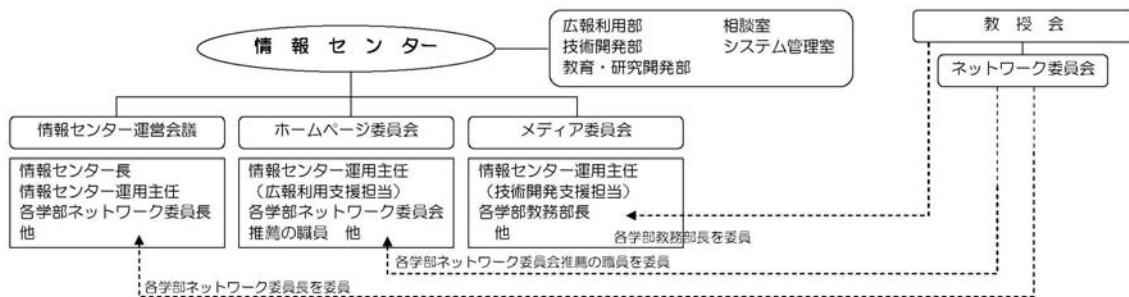 情報センター
広報利用部 相談室
技術開発部 システム管理室
教育・研究開発部
教授会
ネットワーク委員会
情報センター運営会議
情報センター長
情報センター運用主任
各学部ネットワーク委員長
他
ホームページ委員会
情報センター運用主任
（広報利用支援担当）
各学部ネットワーク委員会
推薦の職員 他
メディア委員会
情報センター運用主任
（技術開発支援担当）
各学部教務部長
他
各学部教務部長を委員
各学部ネットワーク委員会推薦の職員を委員
各学部ネットワーク委員長を委員